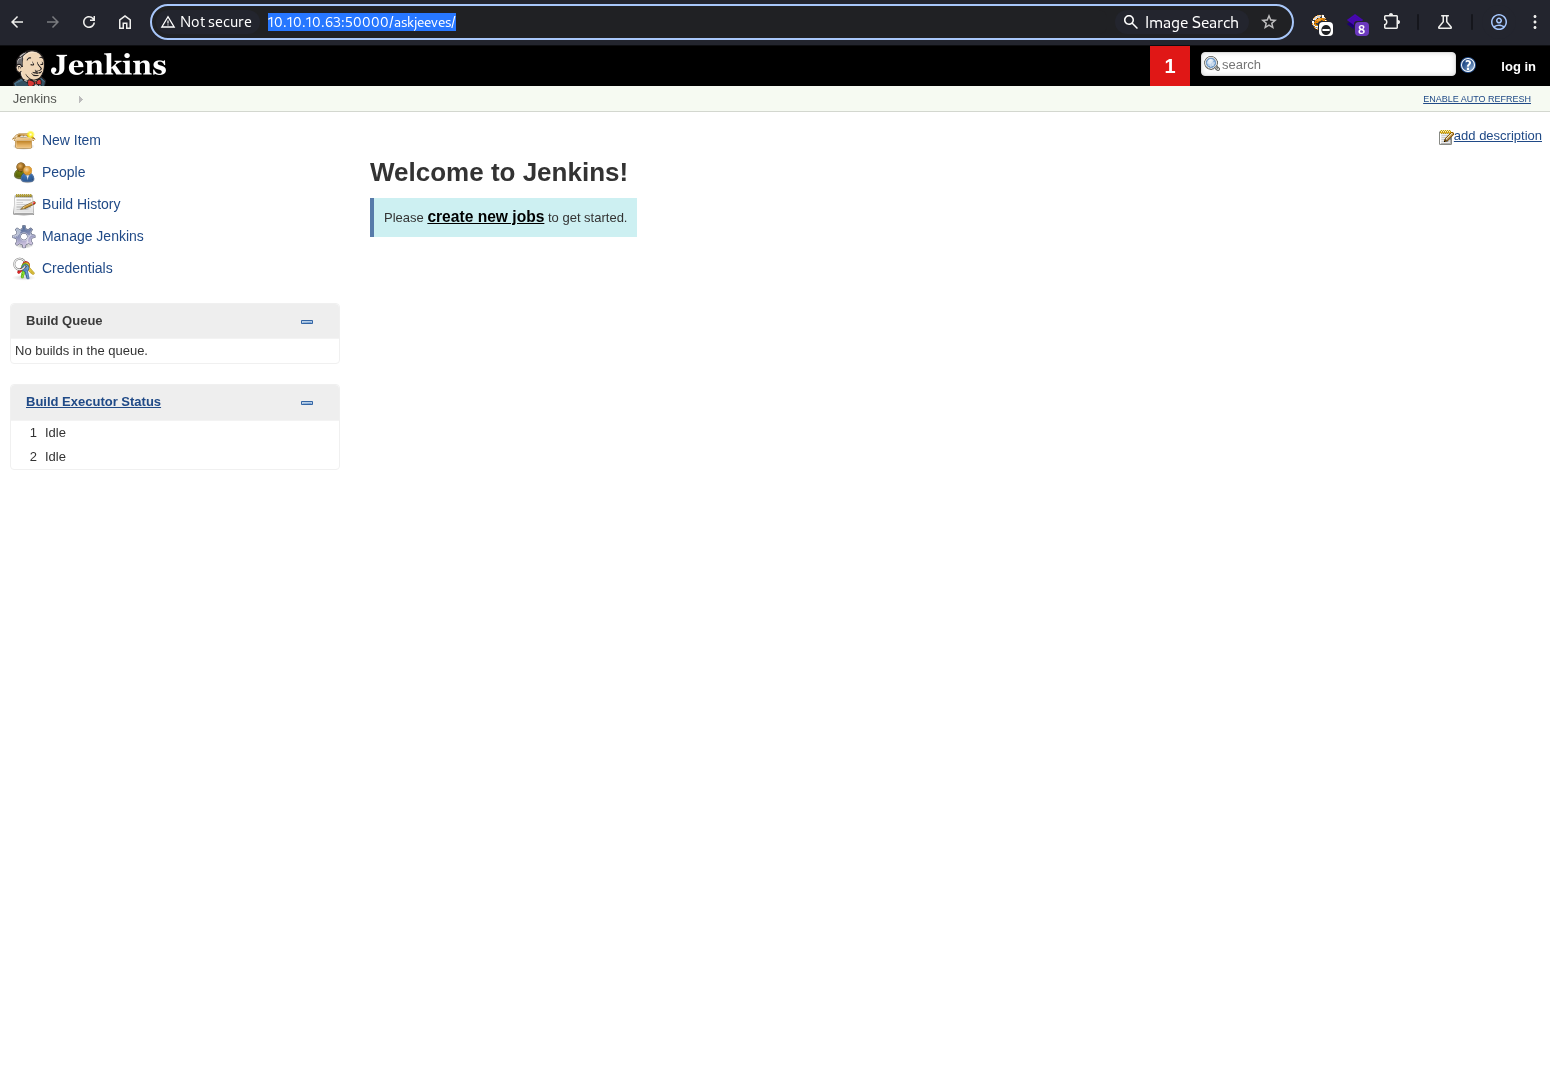 Not secure 10.10.10.63:50000/askjeeves/ Image Search 8
Jenkins 1 search ? log in
Jenkins ENABLE AUTO REFRESH
add description
New Item
People
Build History
Manage Jenkins
Credentials
Welcome to Jenkins!
Please create new jobs to get started.
Build Queue
No builds in the queue.
Build Executor Status
1 Idle
2 Idle